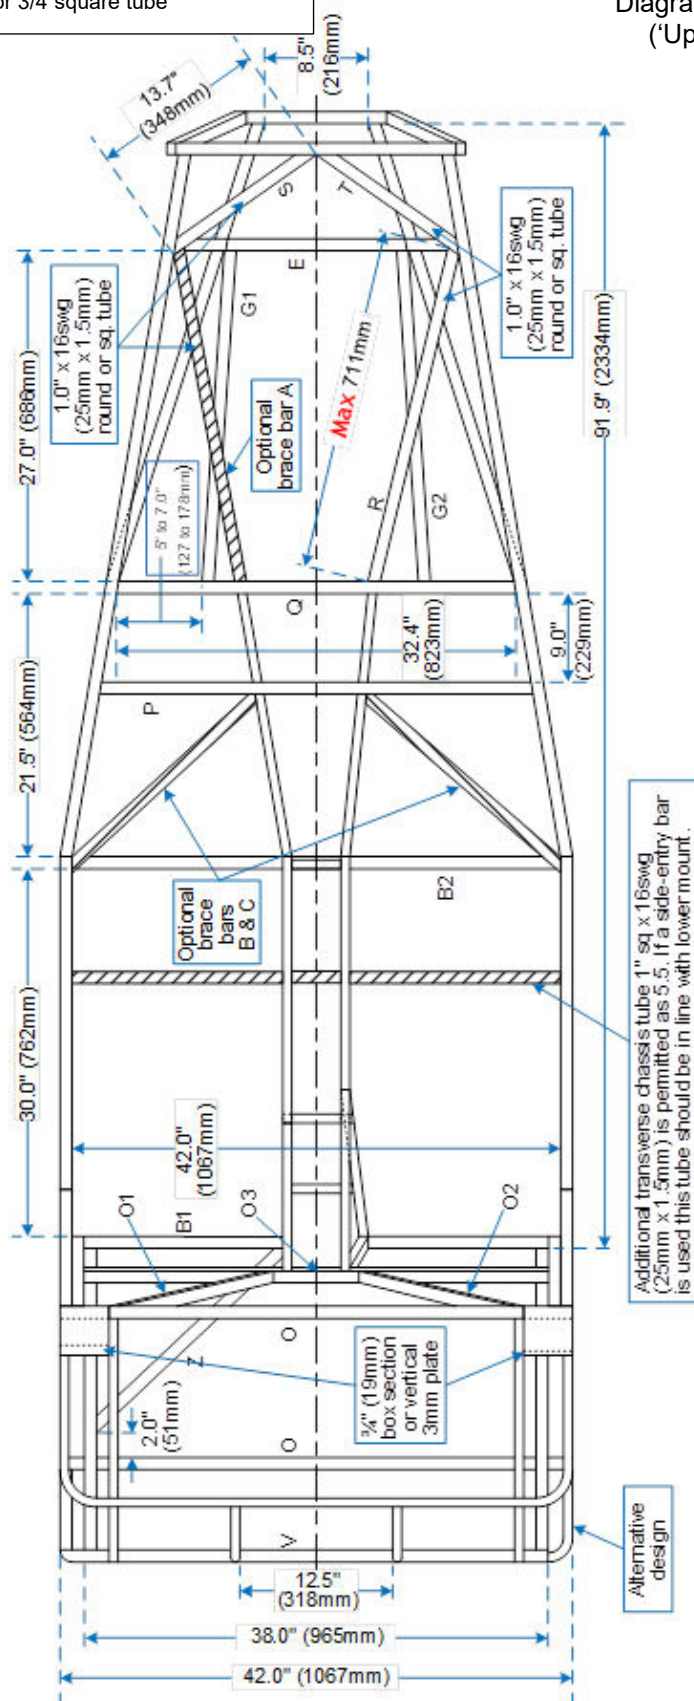 or 3/4 square tube
Diagra
('Up
13.7"
(348mm)
8.5"
(216mm)
S
T
1.0" x 16swg
(25mm x 1.5mm)
round or sq. tube
27.0" (686mm)
E
G1
1.0" x 16swg
(25mm x 1.5mm)
round or sq. tube
Optional
brace bar A
Max 711mm
91.9" (2334mm)
5" to 7.0"
(127 to 178mm)
R
G2
Q
32.4"
(823mm)
9.0"
(229mm)
21.5" (564mm)
P
Optional
brace
bars
B & C
B2
30.0" (762mm)
42.0"
(1067mm)
Additional transverse chassis tube 1" sq x 16swg
(25mm x 1.5mm) is permitted as 5.5. If a side-entry bar
is used this tube should be in line with lower mount.
O1
B1
O3
O2
Z
O
¾" (19mm)
box section
or vertical
3mm plate
2.0"
(51mm)
O
V
Alternative
design
12.5"
(318mm)
38.0" (965mm)
42.0" (1067mm)